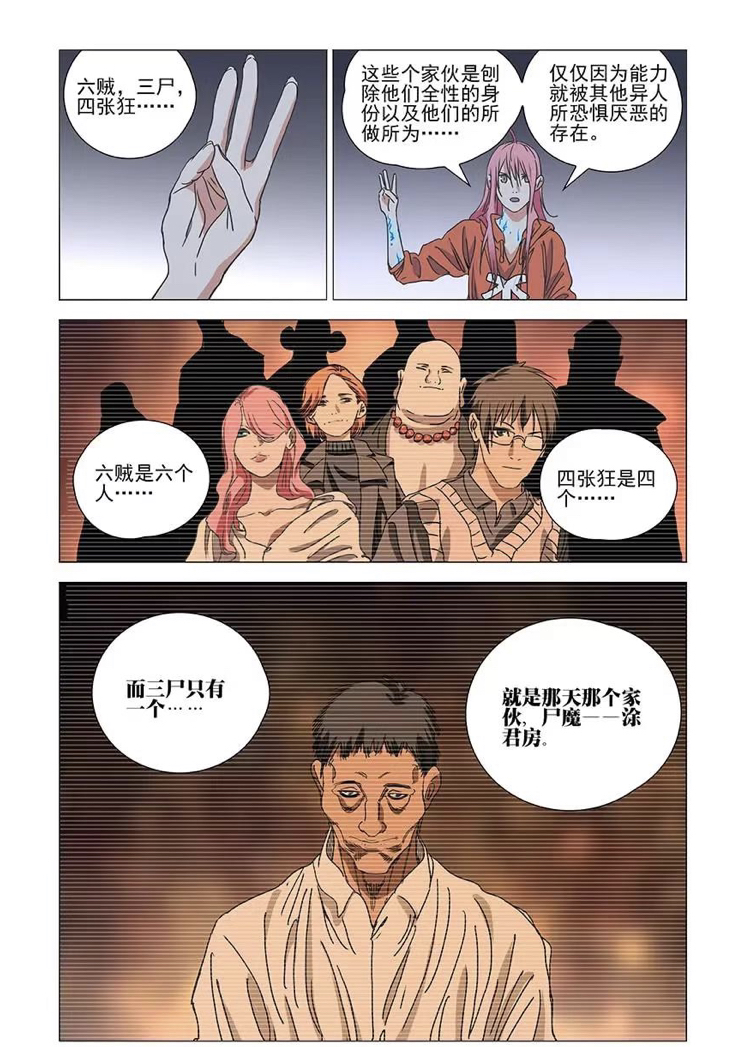 六贼，三尸，
四张狂……
这些个家伙是刨
除他们全性的身
份以及他们的所
做所为……
仅仅因为能力
就被其他异人
所恐惧厌恶的
存在。
六贼是六个
人……
四张狂是四
个……
而三尸只有
一个……
就是那天那个家
伙，尸魔——涂
君房。